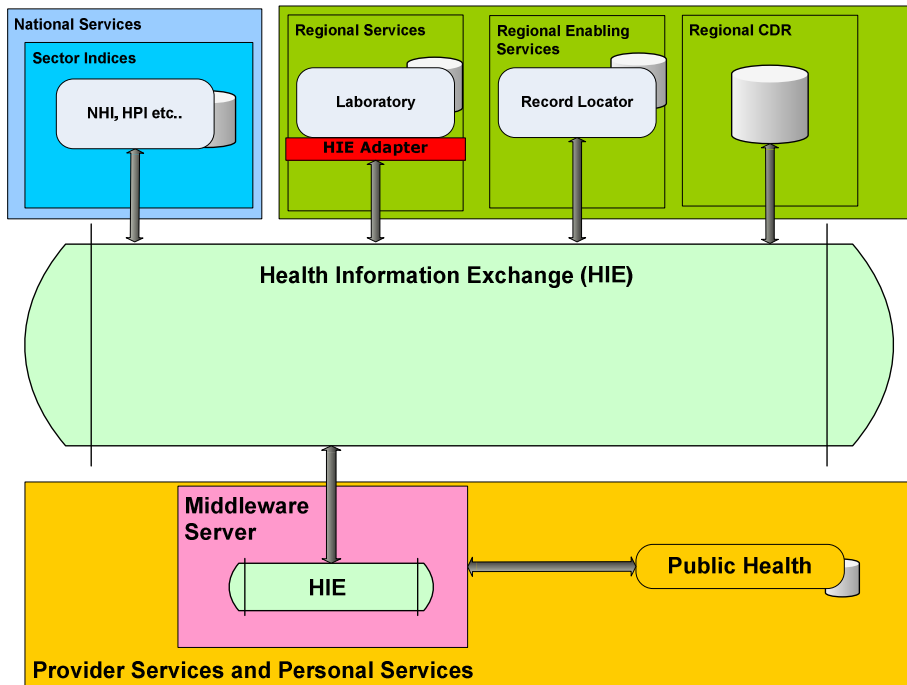 National Services
Sector Indices
NHI, HPI etc..
Regional Services
Laboratory
HIE Adapter
Regional Enabling
Services
Record Locator
Regional CDR
Health Information Exchange (HIE)
Middleware
Server
HIE
Public Health
Provider Services and Personal Services